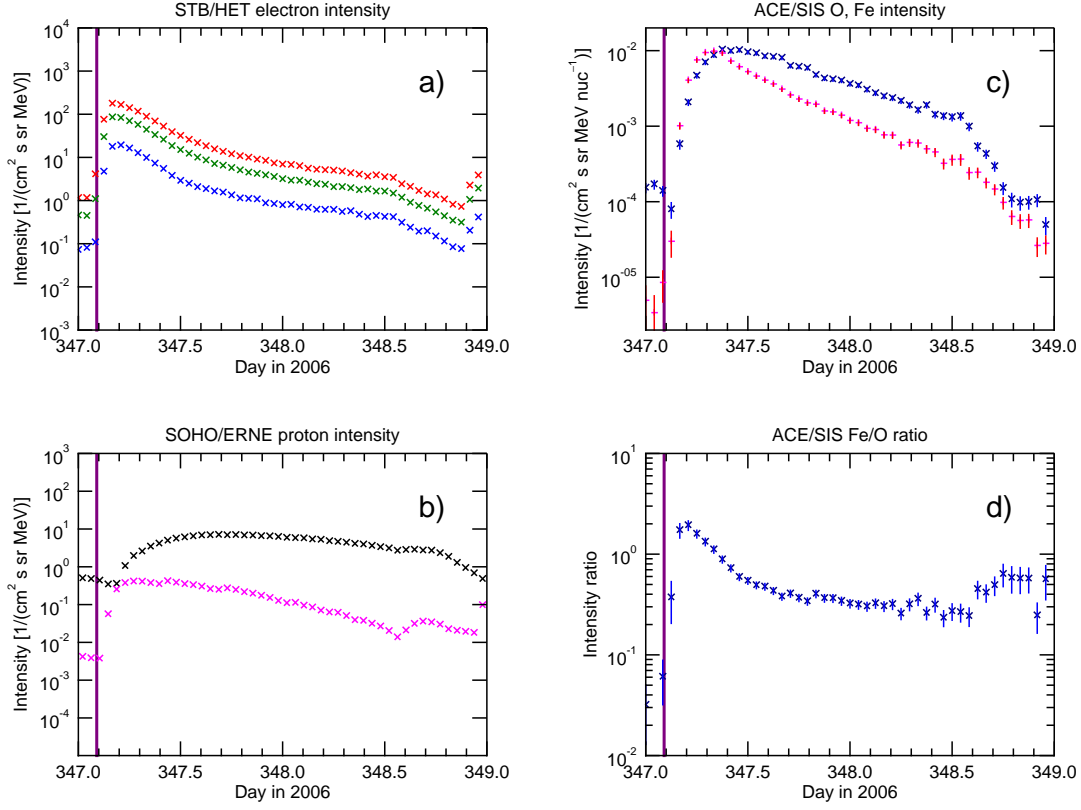 STB/HET electron intensity
a)
Intensity [1/(cm² s sr MeV)]
10⁴
10³
10²
10¹
10⁰
10⁻¹
10⁻²
10⁻³
347.0 347.5 348.0 348.5 349.0
Day in 2006
ACE/SIS O, Fe intensity
c)
Intensity [1/(cm² s sr MeV nuc⁻¹)]
10⁻²
10⁻³
10⁻⁴
10⁻⁰⁵
347.0 347.5 348.0 348.5 349.0
Day in 2006
SOHO/ERNE proton intensity
b)
Intensity [1/(cm² s sr MeV)]
10³
10²
10¹
10⁰
10⁻¹
10⁻²
10⁻³
10⁻⁴
347.0 347.5 348.0 348.5 349.0
Day in 2006
ACE/SIS Fe/O ratio
d)
Intensity ratio
10¹
10⁰
10⁻¹
10⁻²
347.0 347.5 348.0 348.5 349.0
Day in 2006